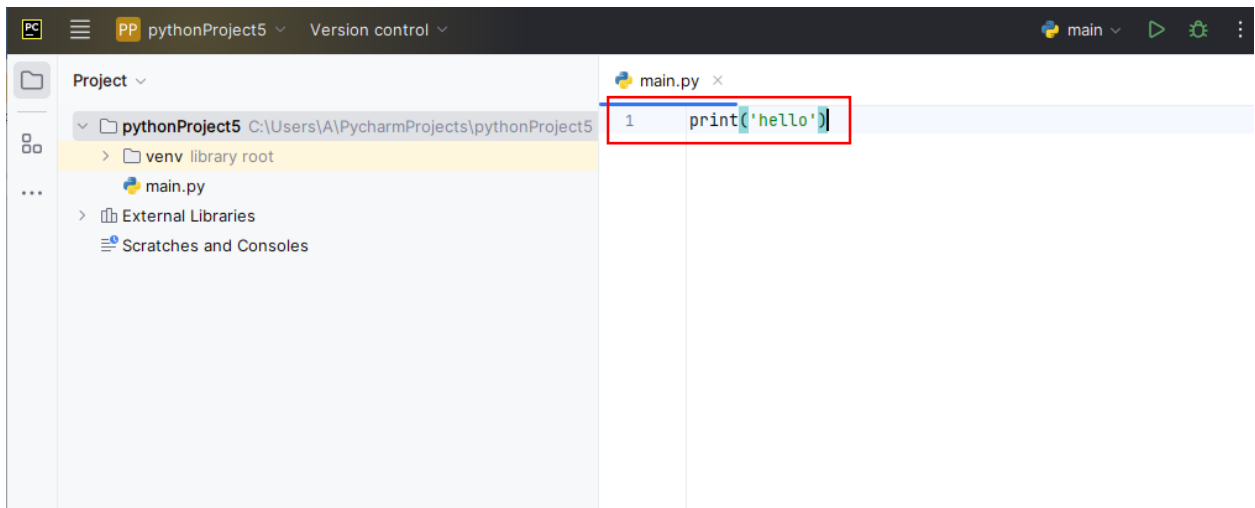 PC PP pythonProject5 Version control main
Project
main.py
pythonProject5 C:\Users\A\PycharmProjects\pythonProject5
venv library root
main.py
External Libraries
Scratches and Consoles
1 print('hello')